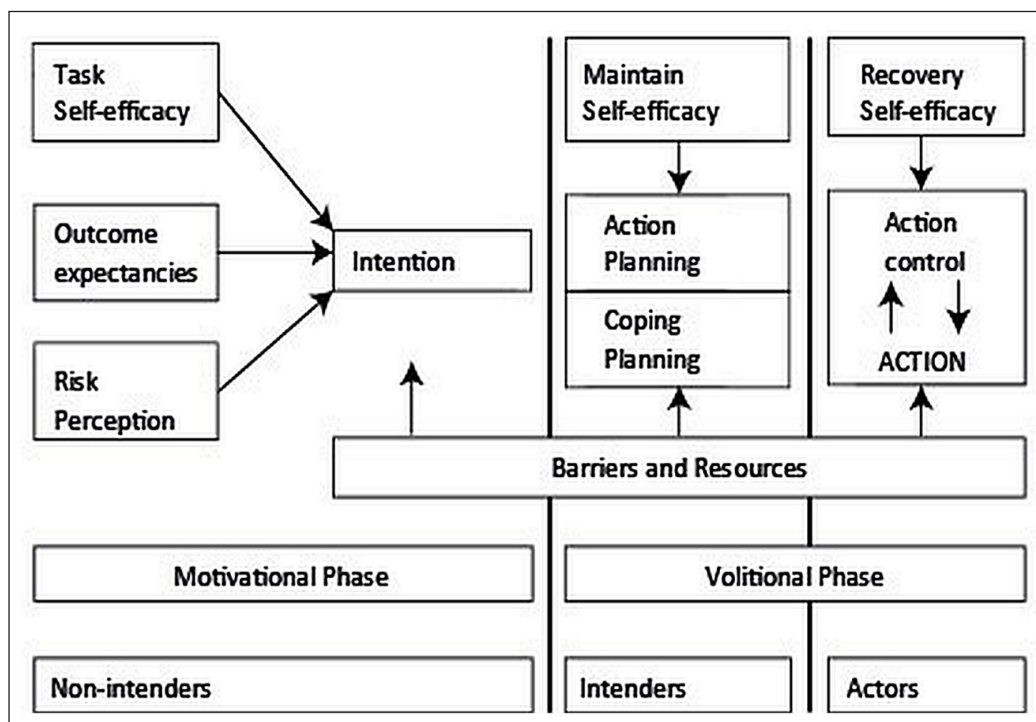 Task
Self-efficacy
Outcome
expectancies
Risk
Perception
Intention
Maintain
Self-efficacy
Action
Planning
Coping
Planning
Recovery
Self-efficacy
Action
control
ACTION
Barriers and Resources
Motivational Phase
Volitional Phase
Non-intenders
Intenders
Actors